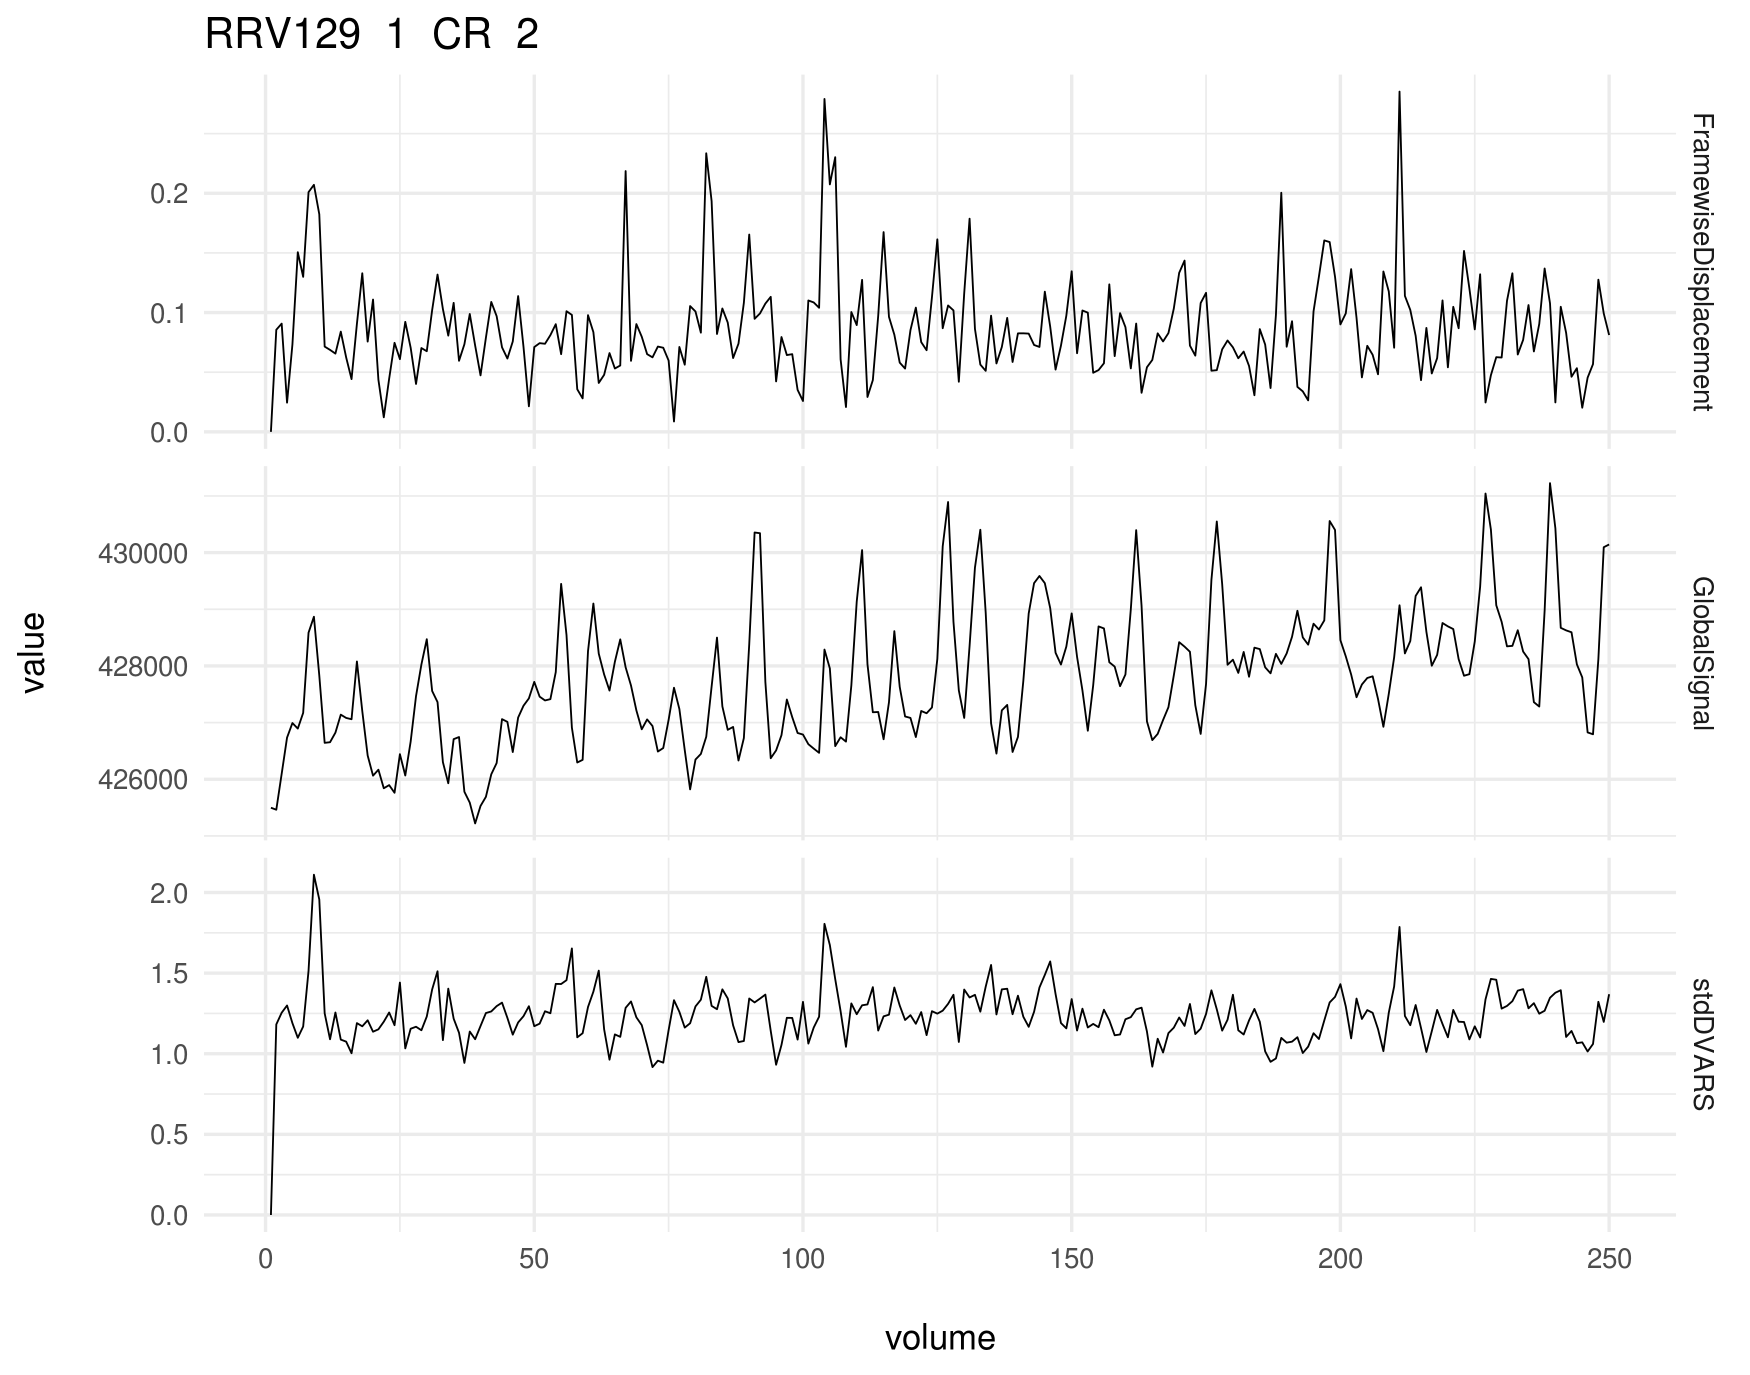 RRV129 1 CR 2
0.2
0.1
0.0
FramewiseDisplacement
430000
428000
426000
GlobalSignal
2.0
1.5
1.0
0.5
0.0
stdDVARS
0 50 100 150 200 250
value
volume